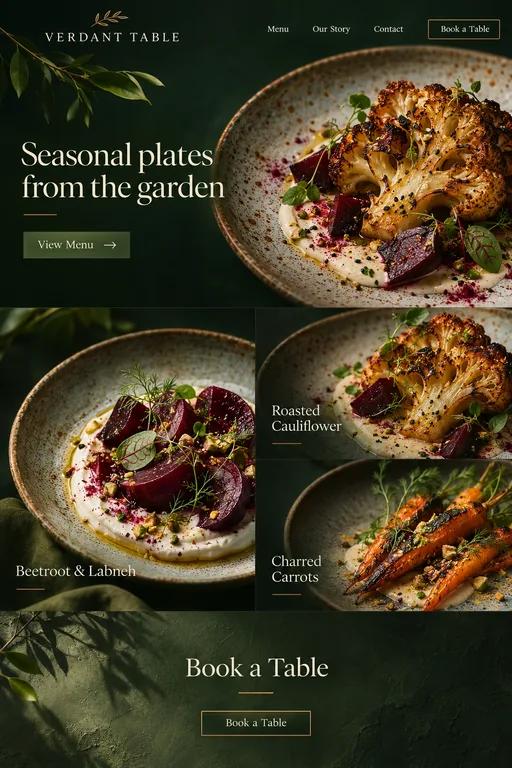 VERDANT TABLE
Menu
Our Story
Contact
Book a Table
Seasonal plates
from the garden
View Menu
Roasted
Cauliflower
Beetroot & Labneh
Charred
Carrots
Book a Table
Book a Table